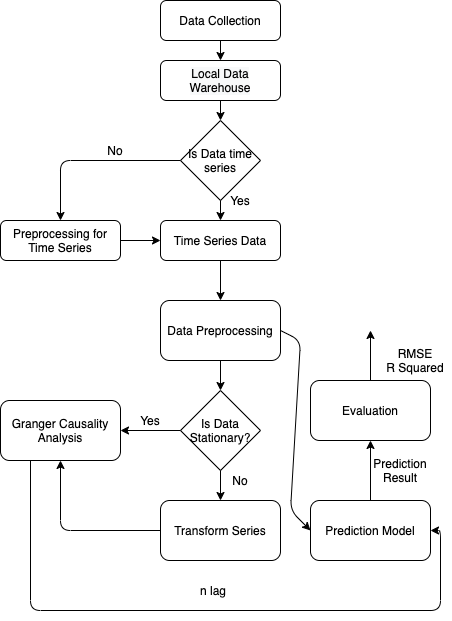 Data Collection
Local Data
Warehouse
Is Data time
series
No
Yes
Preprocessing for
Time Series
Time Series Data
Data Preprocessing
RMSE
R Squared
Evaluation
Granger Causality
Analysis
Yes
Is Data
Stationary?
No
Prediction
Result
Transform Series
Prediction Model
n lag